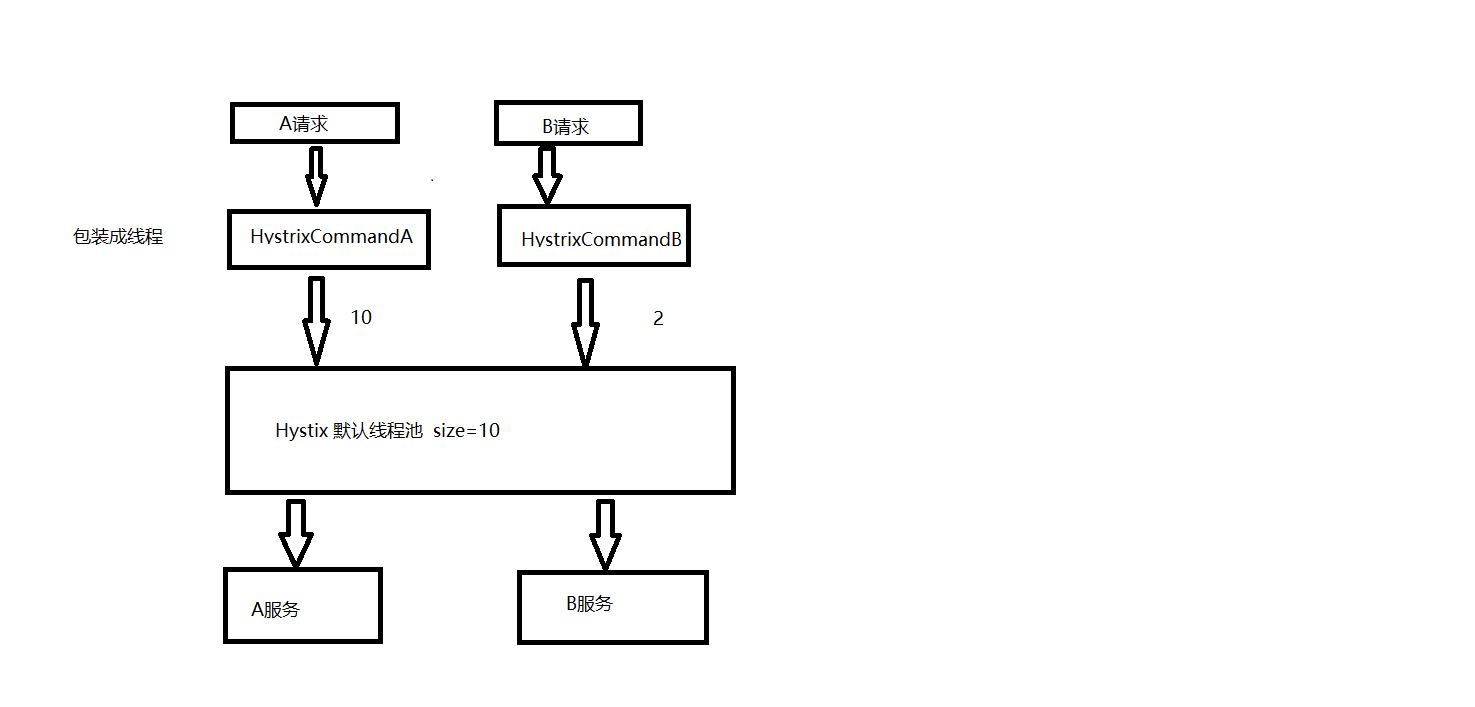 A请求
B请求
包装成线程
HystrixCommandA
HystrixCommandB
10
2
Hystix 默认线程池 size=10
A服务
B服务